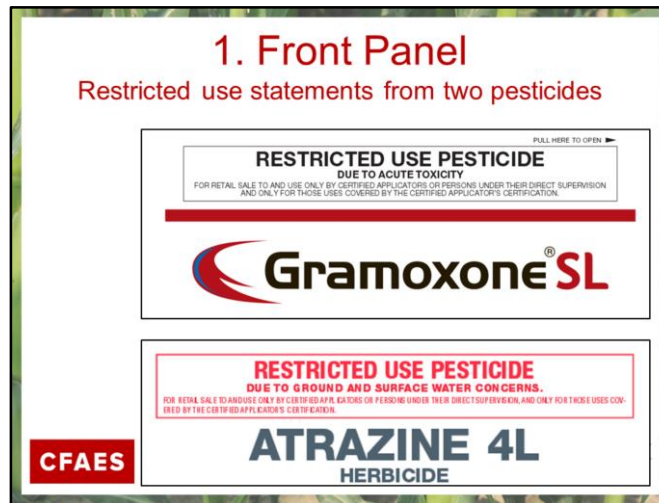 1. Front Panel
Restricted use statements from two pesticides
PULL HERE TO OPEN
RESTRICTED USE PESTICIDE
DUE TO ACUTE TOXICITY
FOR RETAIL SALE TO AND USE ONLY BY CERTIFIED APPLICATORS OR PERSONS UNDER THEIR DIRECT SUPERVISION
AND ONLY FOR THOSE USES COVERED BY THE CERTIFIED APPLICATOR'S CERTIFICATION.
Gramoxone® SL
RESTRICTED USE PESTICIDE
DUE TO GROUND AND SURFACE WATER CONCERNS.
FOR RETAIL SALE TO AND USE ONLY BY CERTIFIED APPLICATORS OR PERSONS UNDER THEIR DIRECT SUPERVISION, AND ONLY FOR THOSE USES COV-
ERED BY THE CERTIFIED APPLICATOR'S CERTIFICATION.
ATRAZINE 4L
HERBICIDE
CFAES